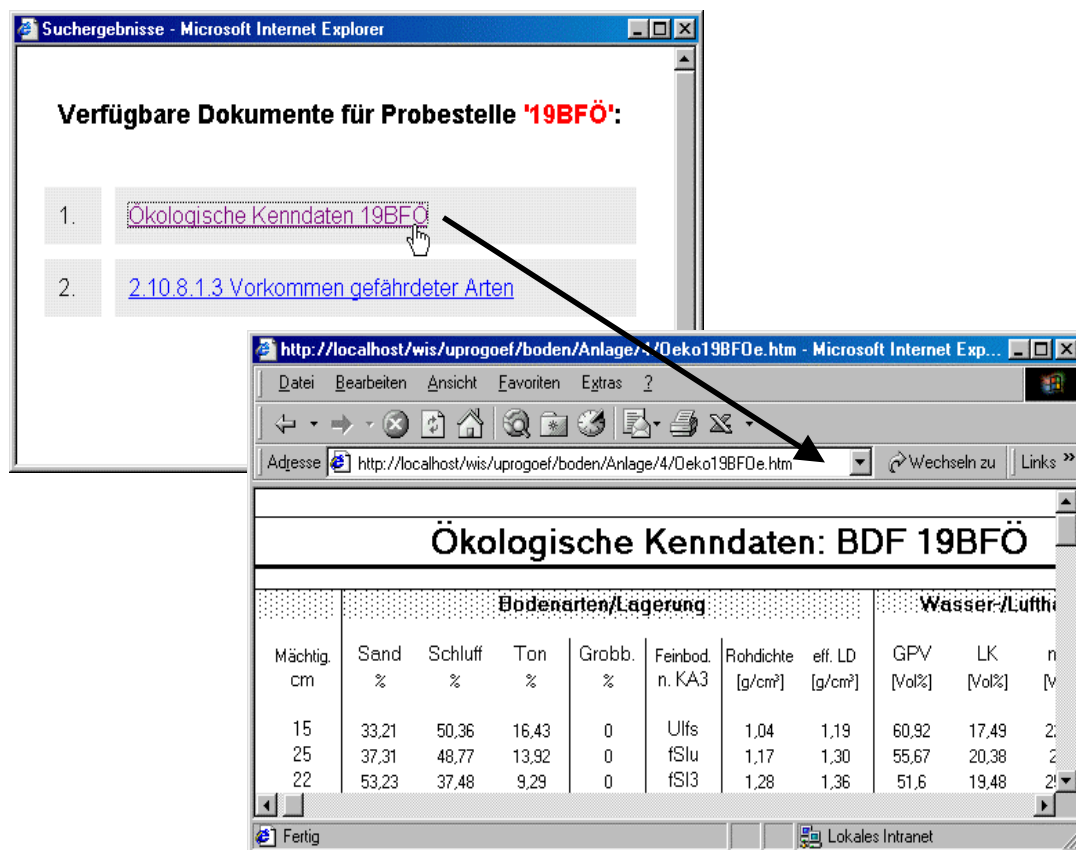 Suchergebnisse - Microsoft Internet Explorer
Verfügbare Dokumente für Probestelle '19BFÖ':
1. Ökologische Kenndaten 19BFÖ
2. 2.10.8.1.3 Vorkommen gefährdeter Arten
http://localhost/wis/uprogoef/boden/Anlage/4/Oeko19BFOe.htm - Microsoft Internet Exp...
Datei Bearbeiten Ansicht Favoriten Extras ?
Adresse http://localhost/wis/uprogoef/boden/Anlage/4/Oeko19BFOe.htm Wechseln zu Links »
Ökologische Kenndaten: BDF 19BFÖ
Bodenarten/Lagerung Wasser-/Lufth
Mächtig. Sand Schluff Ton Grobb. Feinbod. Rohdichte eff. LD GPV LK n
cm % % % % n. KA3 [g/cm³] [g/cm³] [Vol%] [Vol%] [V
15 33,21 50,36 16,43 0 Ulfs 1,04 1,19 60,92 17,49
25 37,31 48,77 13,92 0 fSlu 1,17 1,30 55,67 20,38
22 53,23 37,48 9,29 0 fSl3 1,28 1,36 51,6 19,48
Fertig Lokales Intranet